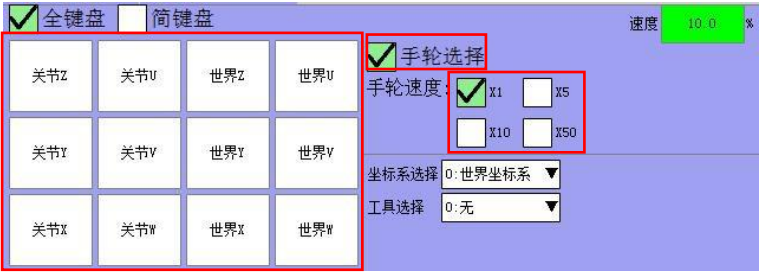 全键盘 简键盘 速度 10.0 %
手轮选择
关节Z 关节U 世界Z 世界U
手轮速度: X1 X5
X10 X50
关节Y 关节V 世界Y 世界V
坐标系选择 0:世界坐标系
工具选择 0:无
关节X 关节W 世界X 世界W